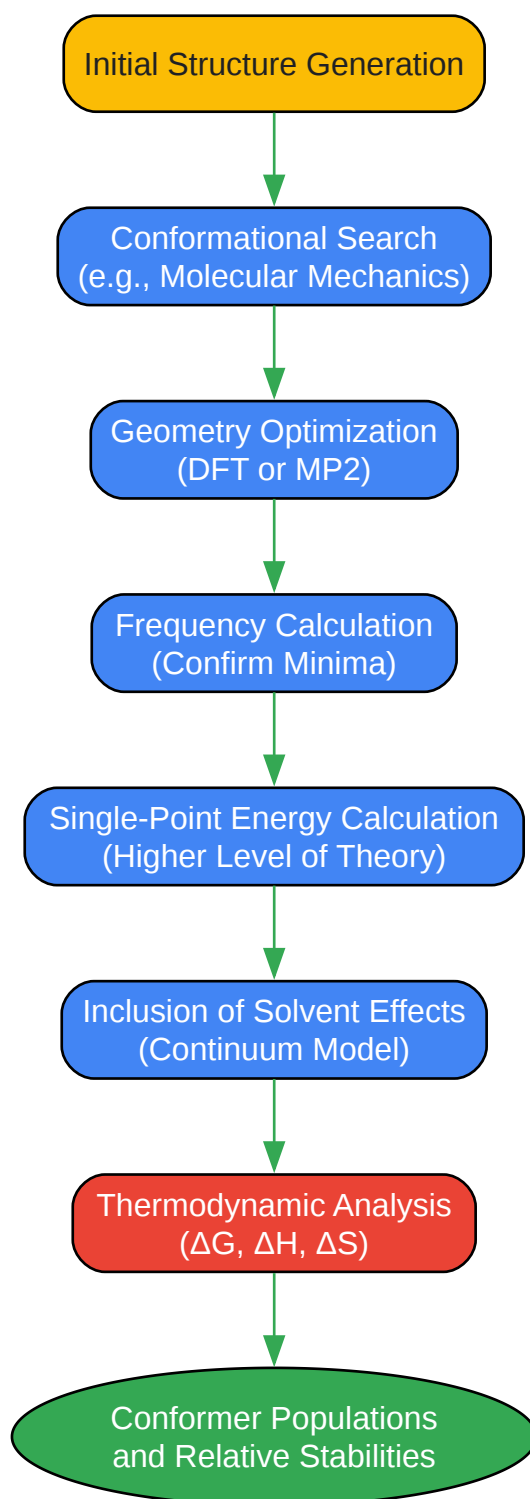 Initial Structure Generation
Conformational Search
(e.g., Molecular Mechanics)
Geometry Optimization
(DFT or MP2)
Frequency Calculation
(Confirm Minima)
Single-Point Energy Calculation
(Higher Level of Theory)
Inclusion of Solvent Effects
(Continuum Model)
Thermodynamic Analysis
(ΔG, ΔH, ΔS)
Conformer Populations
and Relative Stabilities